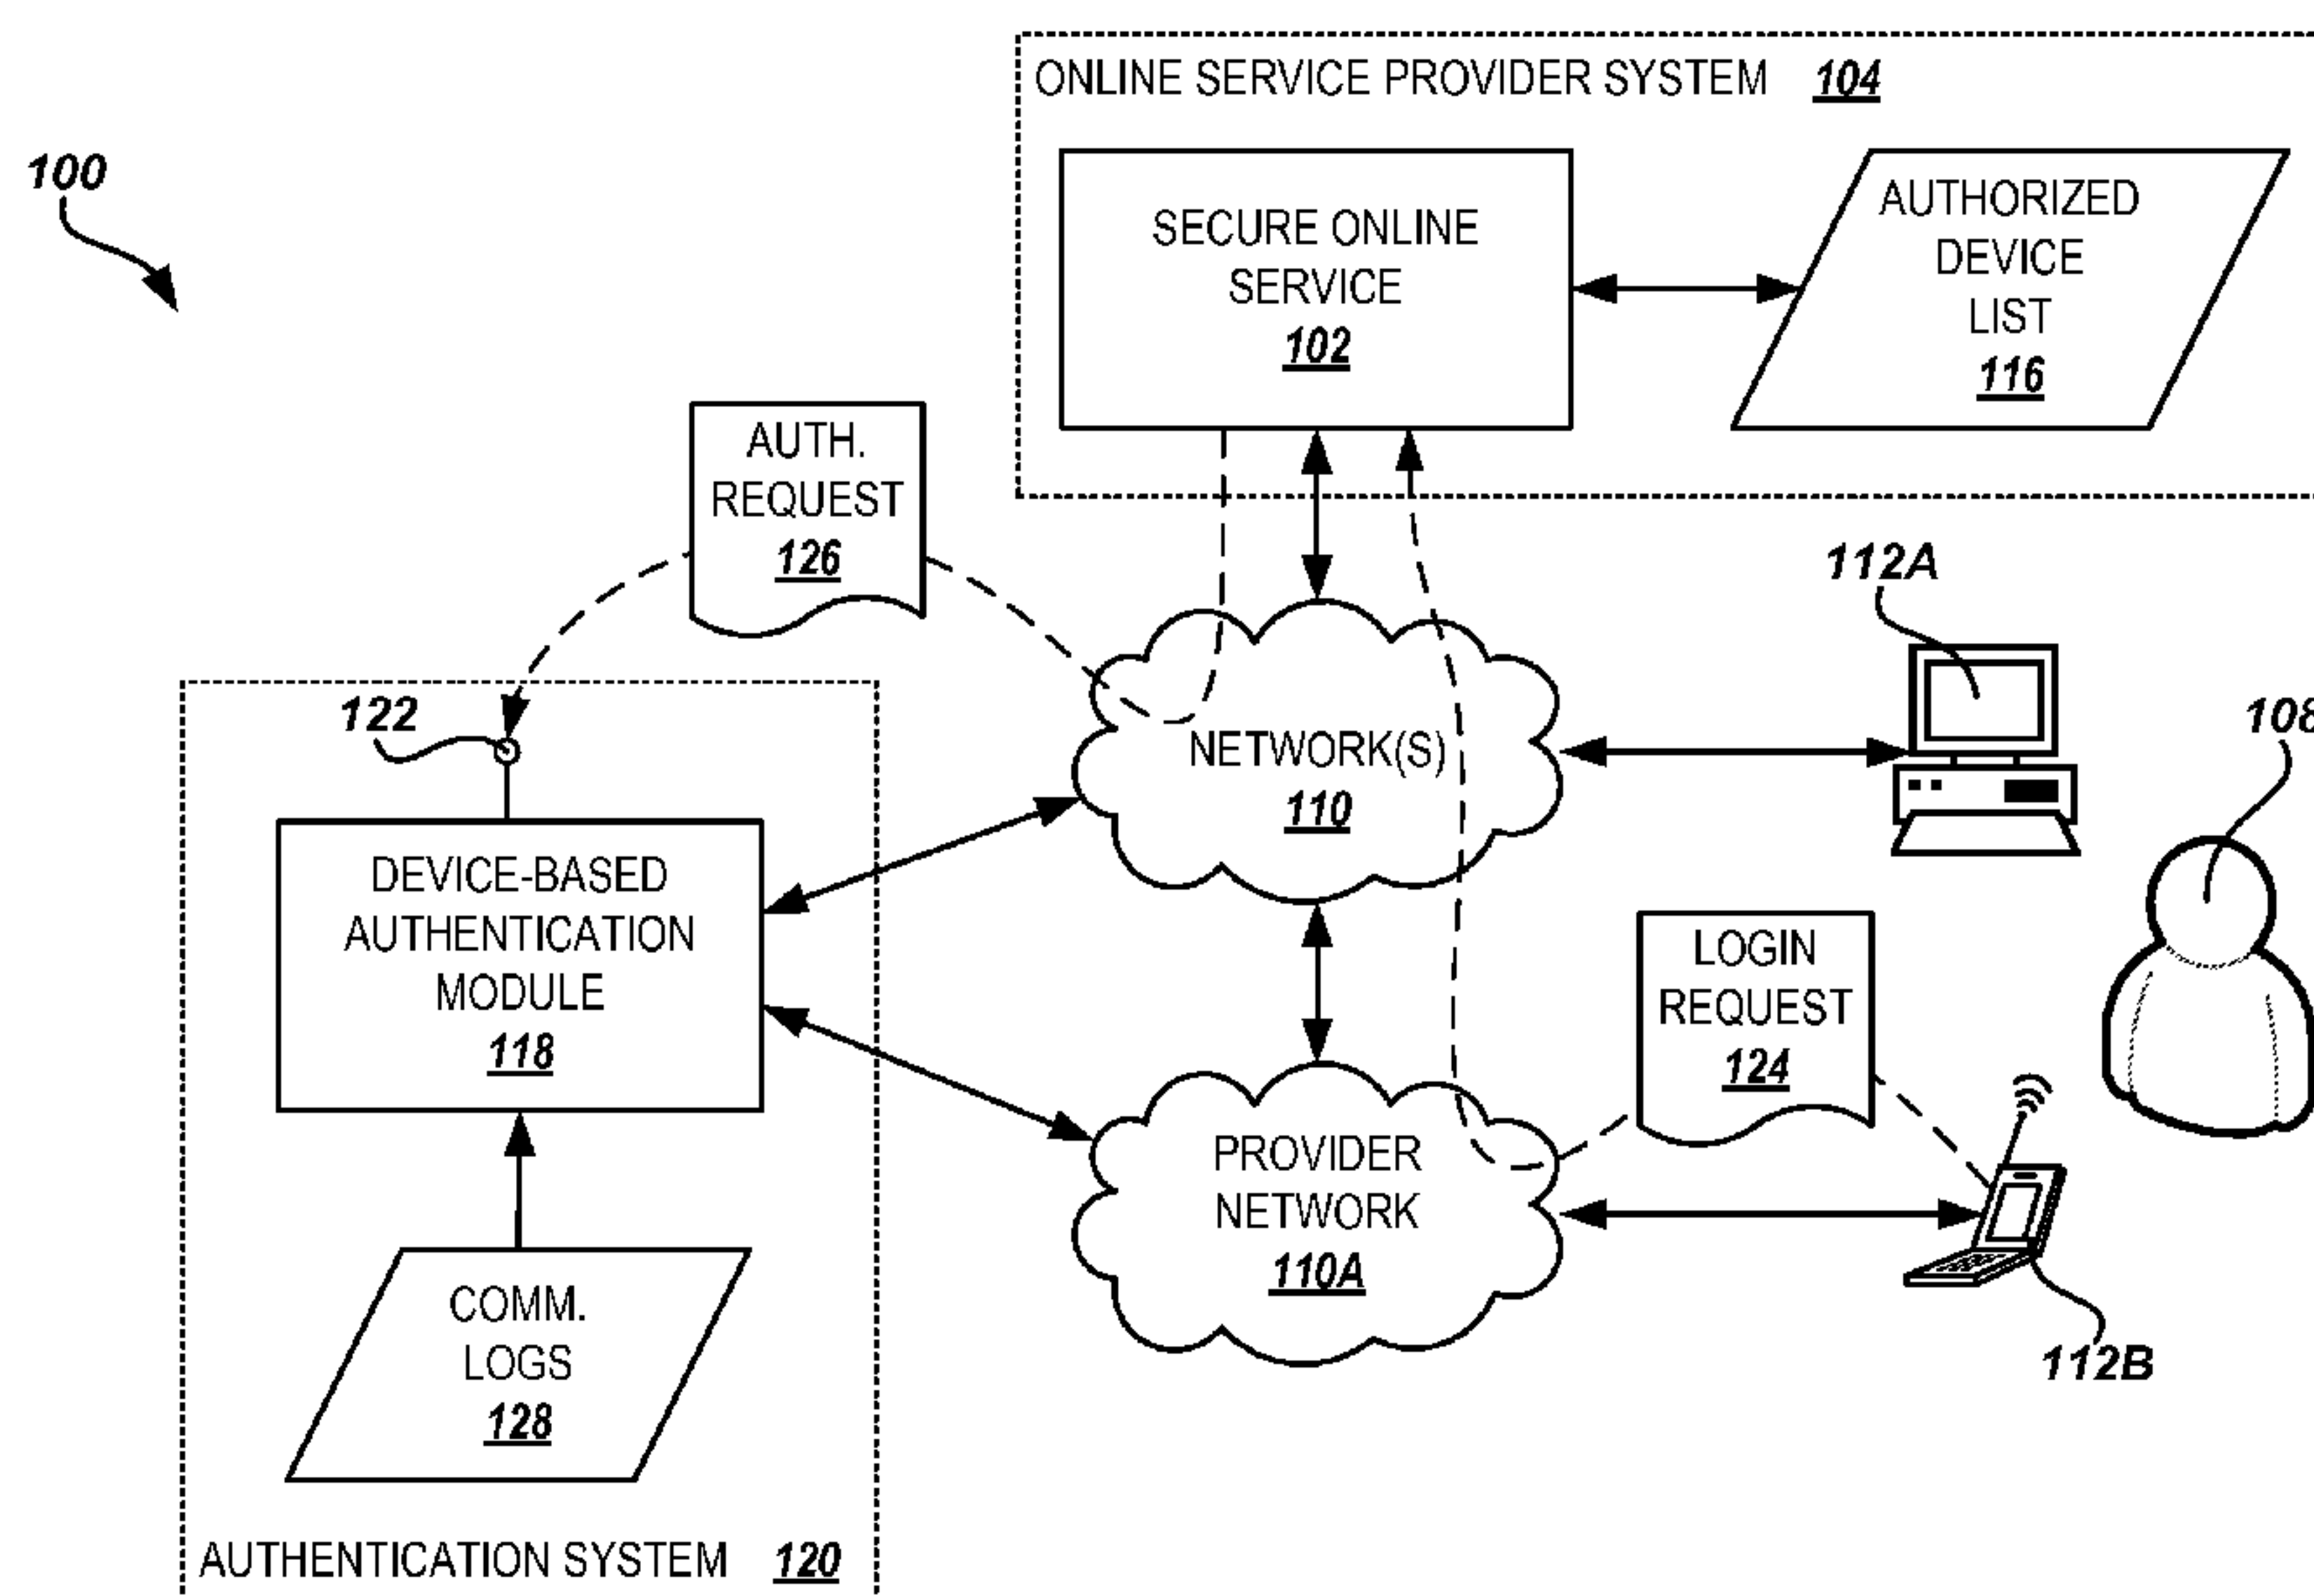 ONLINE SERVICE PROVIDER SYSTEM 104
100
SECURE ONLINE
SERVICE
102
AUTHORIZED
DEVICE
LIST
116
AUTH.
REQUEST
126
112A
122
108
NETWORK(S)
110
DEVICE-BASED
AUTHENTICATION
MODULE
118
LOGIN
REQUEST
124
PROVIDER
NETWORK
110A
COMM.
LOGS
128
112B
AUTHENTICATION SYSTEM 120